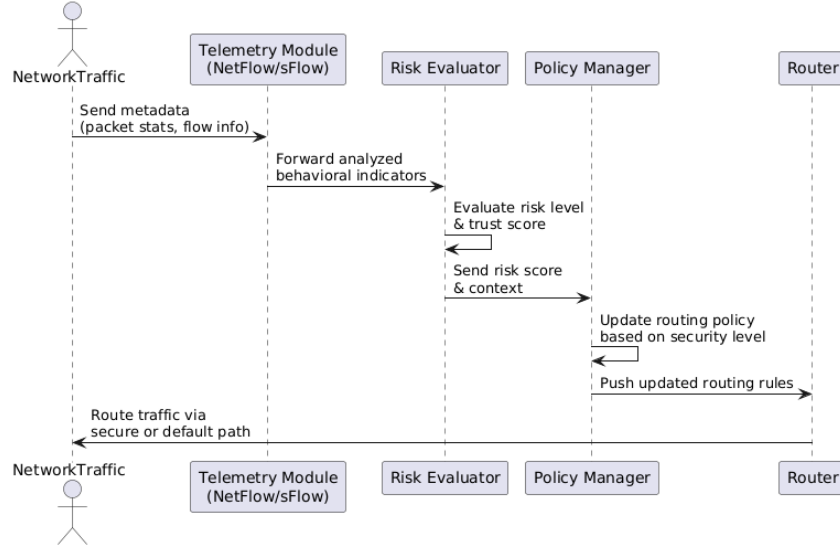 NetworkTraffic
Telemetry Module
(NetFlow/sFlow)
Risk Evaluator
Policy Manager
Router
Send metadata
(packet stats, flow info)
Forward analyzed
behavioral indicators
Evaluate risk level
& trust score
Send risk score
& context
Update routing policy
based on security level
Push updated routing rules
Route traffic via
secure or default path
NetworkTraffic
Telemetry Module
(NetFlow/sFlow)
Risk Evaluator
Policy Manager
Router